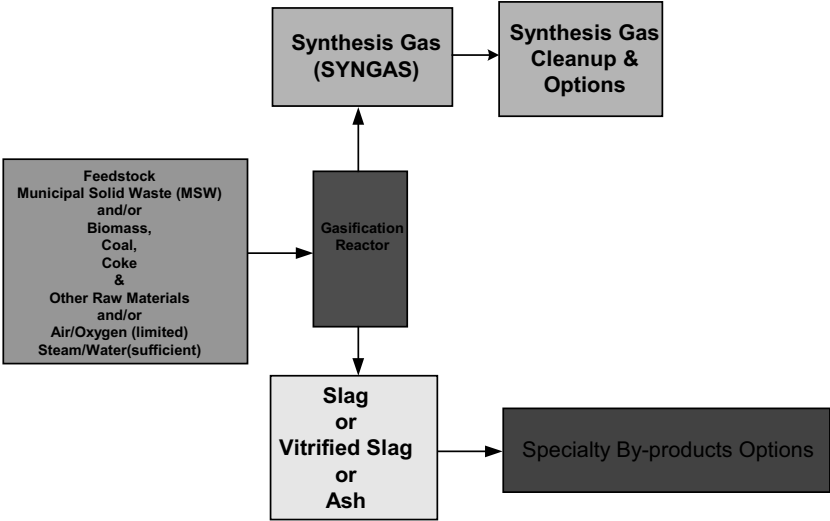 Synthesis Gas
(SYNGAS)
Synthesis Gas
Cleanup &
Options
Feedstock
Municipal Solid Waste (MSW)
and/or
Biomass,
Coal,
Coke
&
Other Raw Materials
and/or
Air/Oxygen (limited)
Steam/Water(sufficient)
Gasification
Reactor
Slag
or
Vitrified Slag
or
Ash
Specialty By-products Options